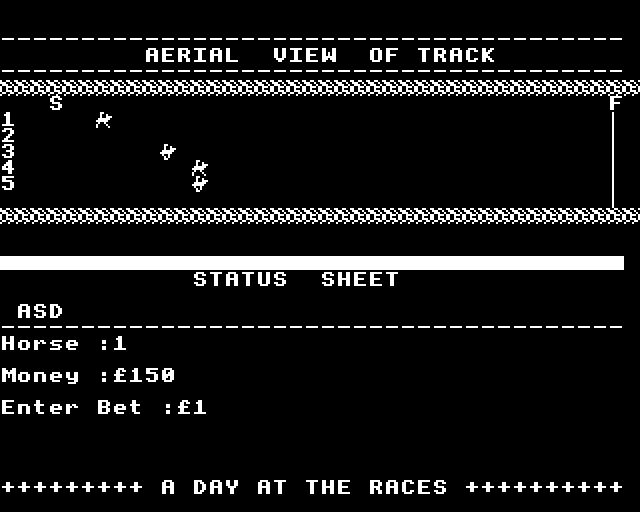 AERIAL VIEW OF TRACK
S F
1
2
3
4
5
STATUS SHEET
ASD
Horse :1
Money :£150
Enter Bet :£1
+++++++++ A DAY AT THE RACES ++++++++++